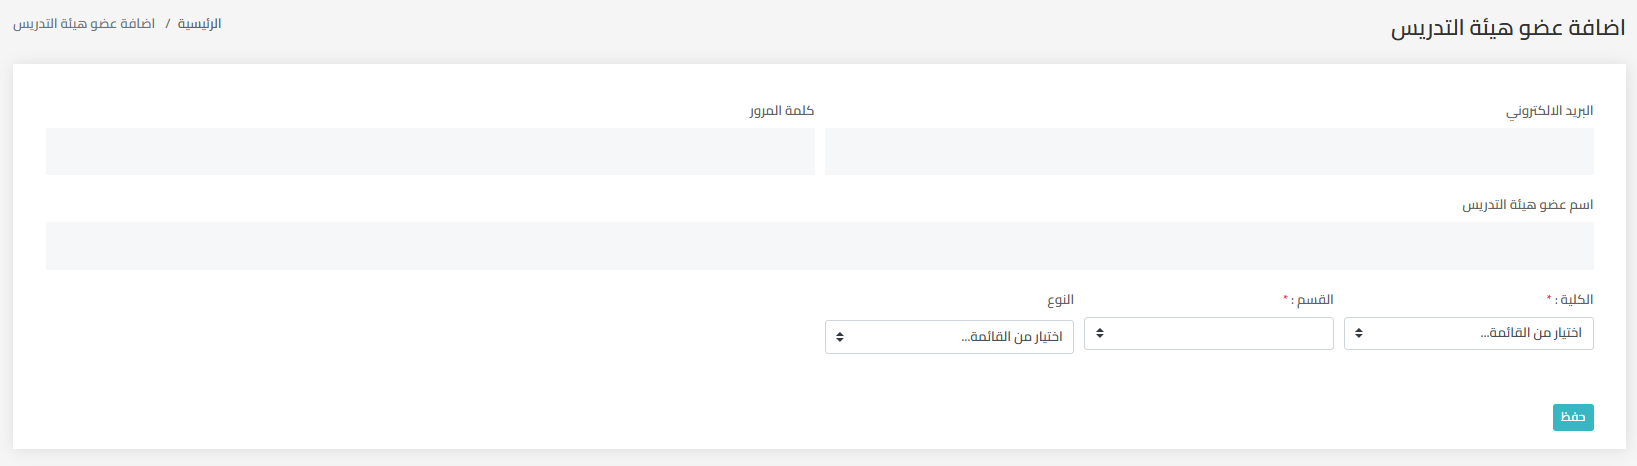 اضافة عضو هيئة التدريس
الرئيسية / اضافة عضو هيئة التدريس
البريد الالكتروني
كلمة المرور
اسم عضو هيئة التدريس
الكلية : *
القسم : *
النوع
اختيار من القائمة...
اختيار من القائمة...
حفظ